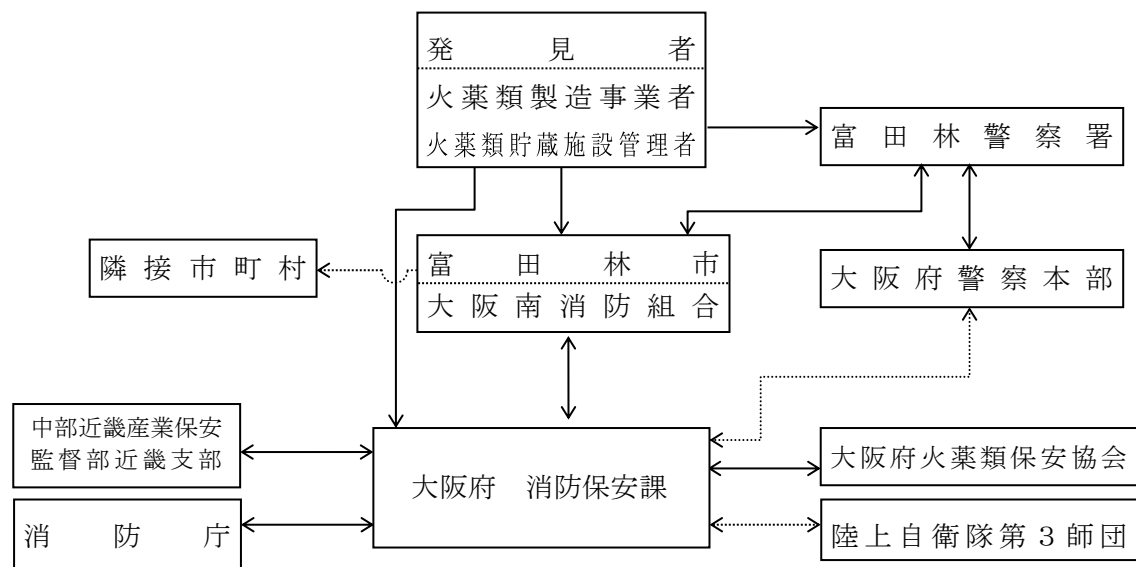 発見者
火薬類製造事業者
火薬類貯蔵施設管理者
富田林警察署
隣接市町村
富田林市
大阪南消防組合
大阪府警察本部
中部近畿産業保安
監督部近畿支部
大阪府 消防保安課
大阪府火薬類保安協会
消防庁
陸上自衛隊第3師団